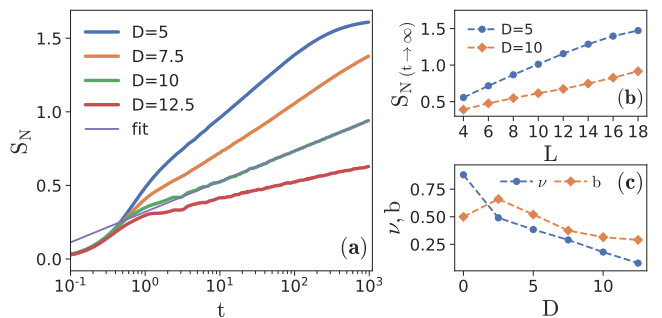 D=5
D=7.5
D=10
D=12.5
fit
1.5
1.0
0.5
0.0
S_N
(a)
10^-1
10^0
10^1
10^2
10^3
t
D=5
D=10
1.5
1.0
0.5
S_N (t→∞)
(b)
4
6
8
10
12
14
16
18
L
ν
b
(c)
0.75
0.50
0.25
ν, b
0
5
10
D